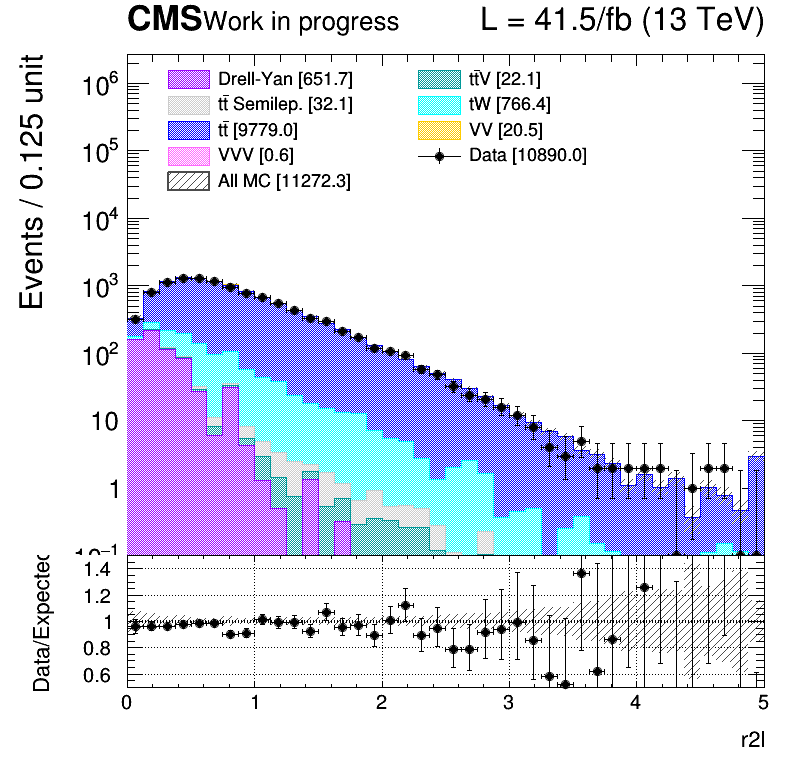 CMS Work in progress L = 41.5/fb (13 TeV)
Events / 0.125 unit
Drell-Yan [651.7]
tt̄ Semilep. [32.1]
tt̄ [9779.0]
VVV [0.6]
All MC [11272.3]
tt̄V [22.1]
tW [766.4]
VV [20.5]
Data [10890.0]
10⁶
10⁵
10⁴
10³
10²
10
1
10⁻¹
Data/Expected
1.4
1.2
1
0.8
0.6
0 1 2 3 4 5
r2l